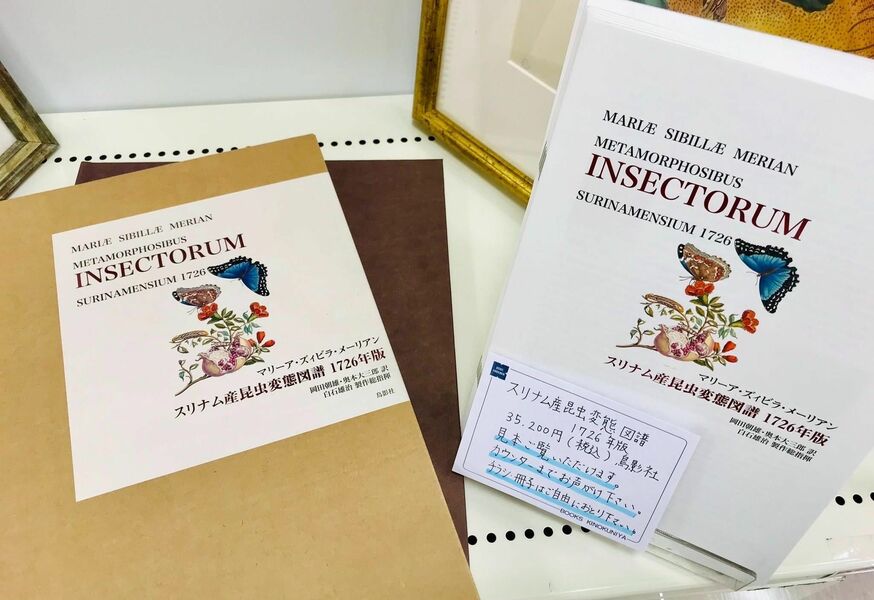 MARIÆ SIBILLÆ MERIAN
METAMORPHOSIBUS
INSECTORUM
SURINAMENSIUM 1726
マリーア・ズィビラ・メーリアン
スリナム産昆虫変態図譜 1726年版
岡田朝雄・奥本大三郎 訳
白石雄治 製作総指揮
鳥影社
MARIÆ SIBILLÆ MERIAN
METAMORPHOSIBUS
INSECTORUM
SURINAMENSIUM 1726
マリーア・ズィビラ・メーリアン
スリナム産昆虫変態図譜 1726年版
岡田朝雄・奥本大三郎 訳
白石雄治 製作総指揮
スリナム産昆虫変態図譜
1726年版
35.200円(税込) 鳥影社
見本ご覧いただけます。
カウンターまでお声がけ下さい。
チラシ・冊子はご自由におとり下さい。
BOOKS KINOKUNIYA